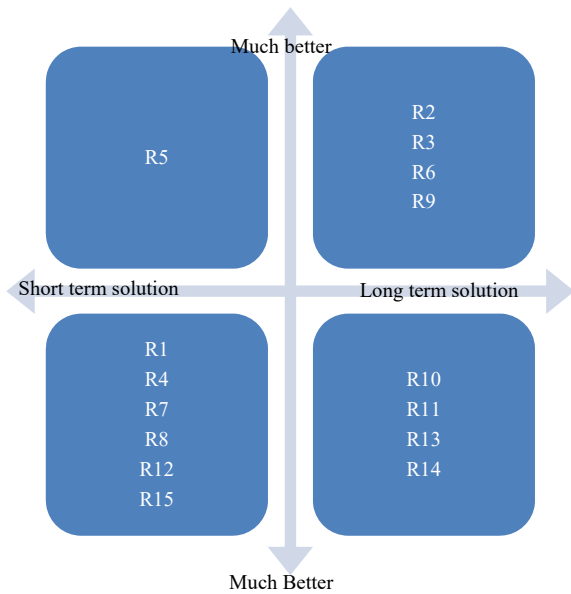 Much better
R5
R2
R3
R6
R9
Short term solution
Long term solution
R1
R4
R7
R8
R12
R15
R10
R11
R13
R14
Much Better